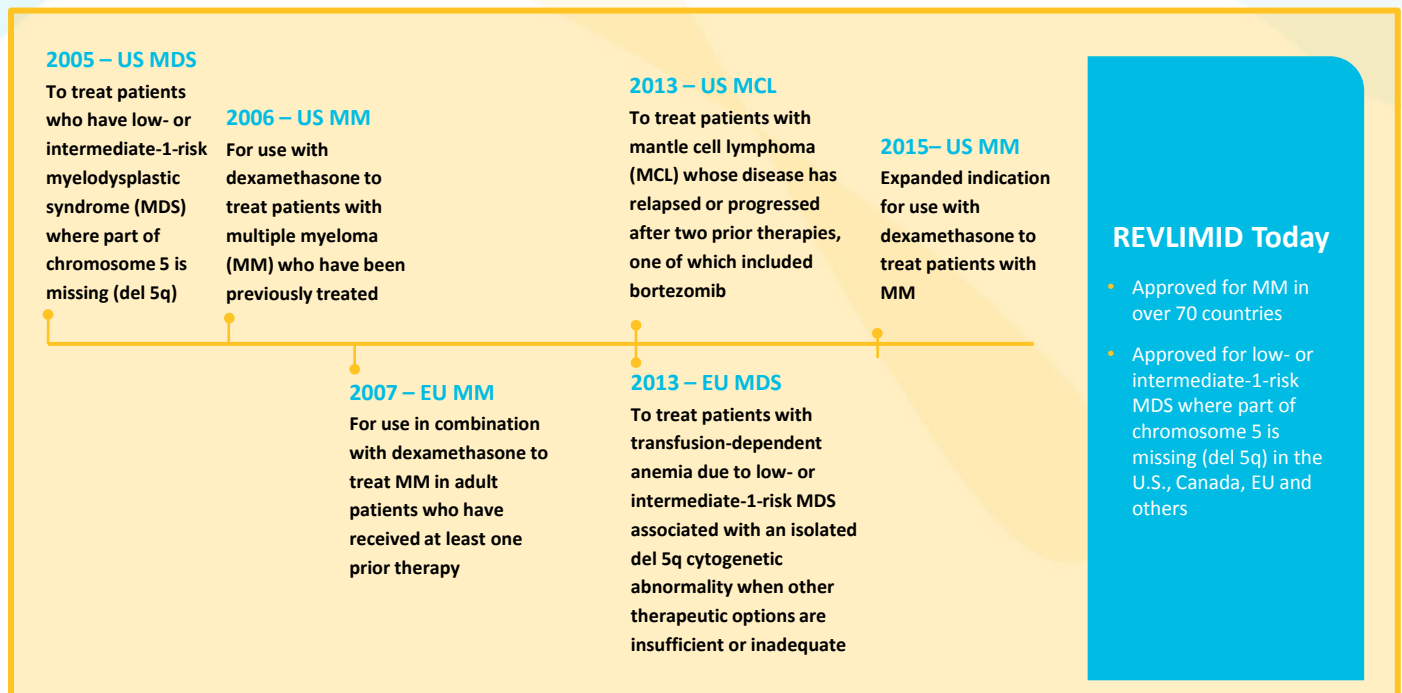 2005 – US MDS
To treat patients
who have low- or
intermediate-1-risk
myelodysplastic
syndrome (MDS)
where part of
chromosome 5 is
missing (del 5q)
2006 – US MM
For use with
dexamethasone to
treat patients with
multiple myeloma
(MM) who have been
previously treated
2007 – EU MM
For use in combination
with dexamethasone to
treat MM in adult
patients who have
received at least one
prior therapy
2013 – US MCL
To treat patients with
mantle cell lymphoma
(MCL) whose disease has
relapsed or progressed
after two prior therapies,
one of which included
bortezomib
2013 – EU MDS
To treat patients with
transfusion-dependent
anemia due to low- or
intermediate-1-risk MDS
associated with an isolated
del 5q cytogenetic
abnormality when other
therapeutic options are
insufficient or inadequate
2015– US MM
Expanded indication
for use with
dexamethasone to
treat patients with
MM
REVLIMID Today
• Approved for MM in
over 70 countries
• Approved for low- or
intermediate-1-risk
MDS where part of
chromosome 5 is
missing (del 5q) in the
U.S., Canada, EU and
others